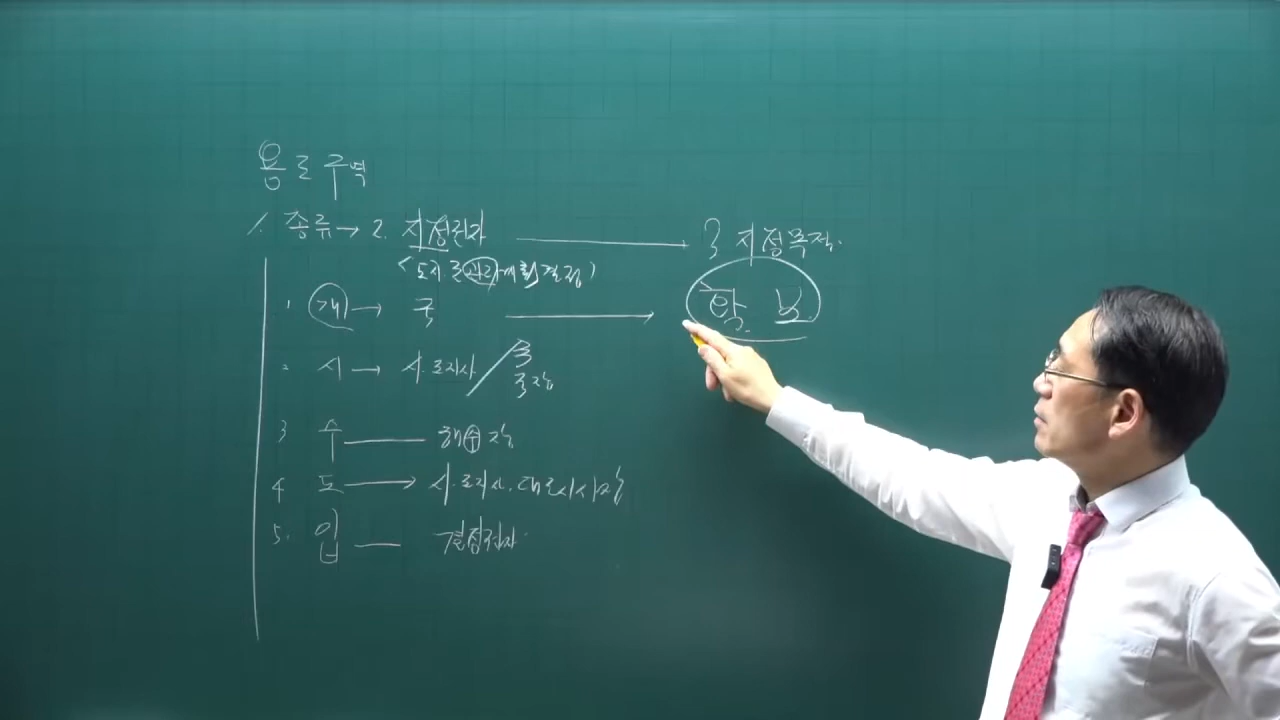 용도구역
1. 종류 → 2. 지정권자 3 지정목적.
(도시군관리계획결정)
1 개 → 국 확 보.
2 시 → 시.도지사 국 국장
3 수 해수장
4 도 → 시.도지사.대도시시장
5. 입 결정권자.